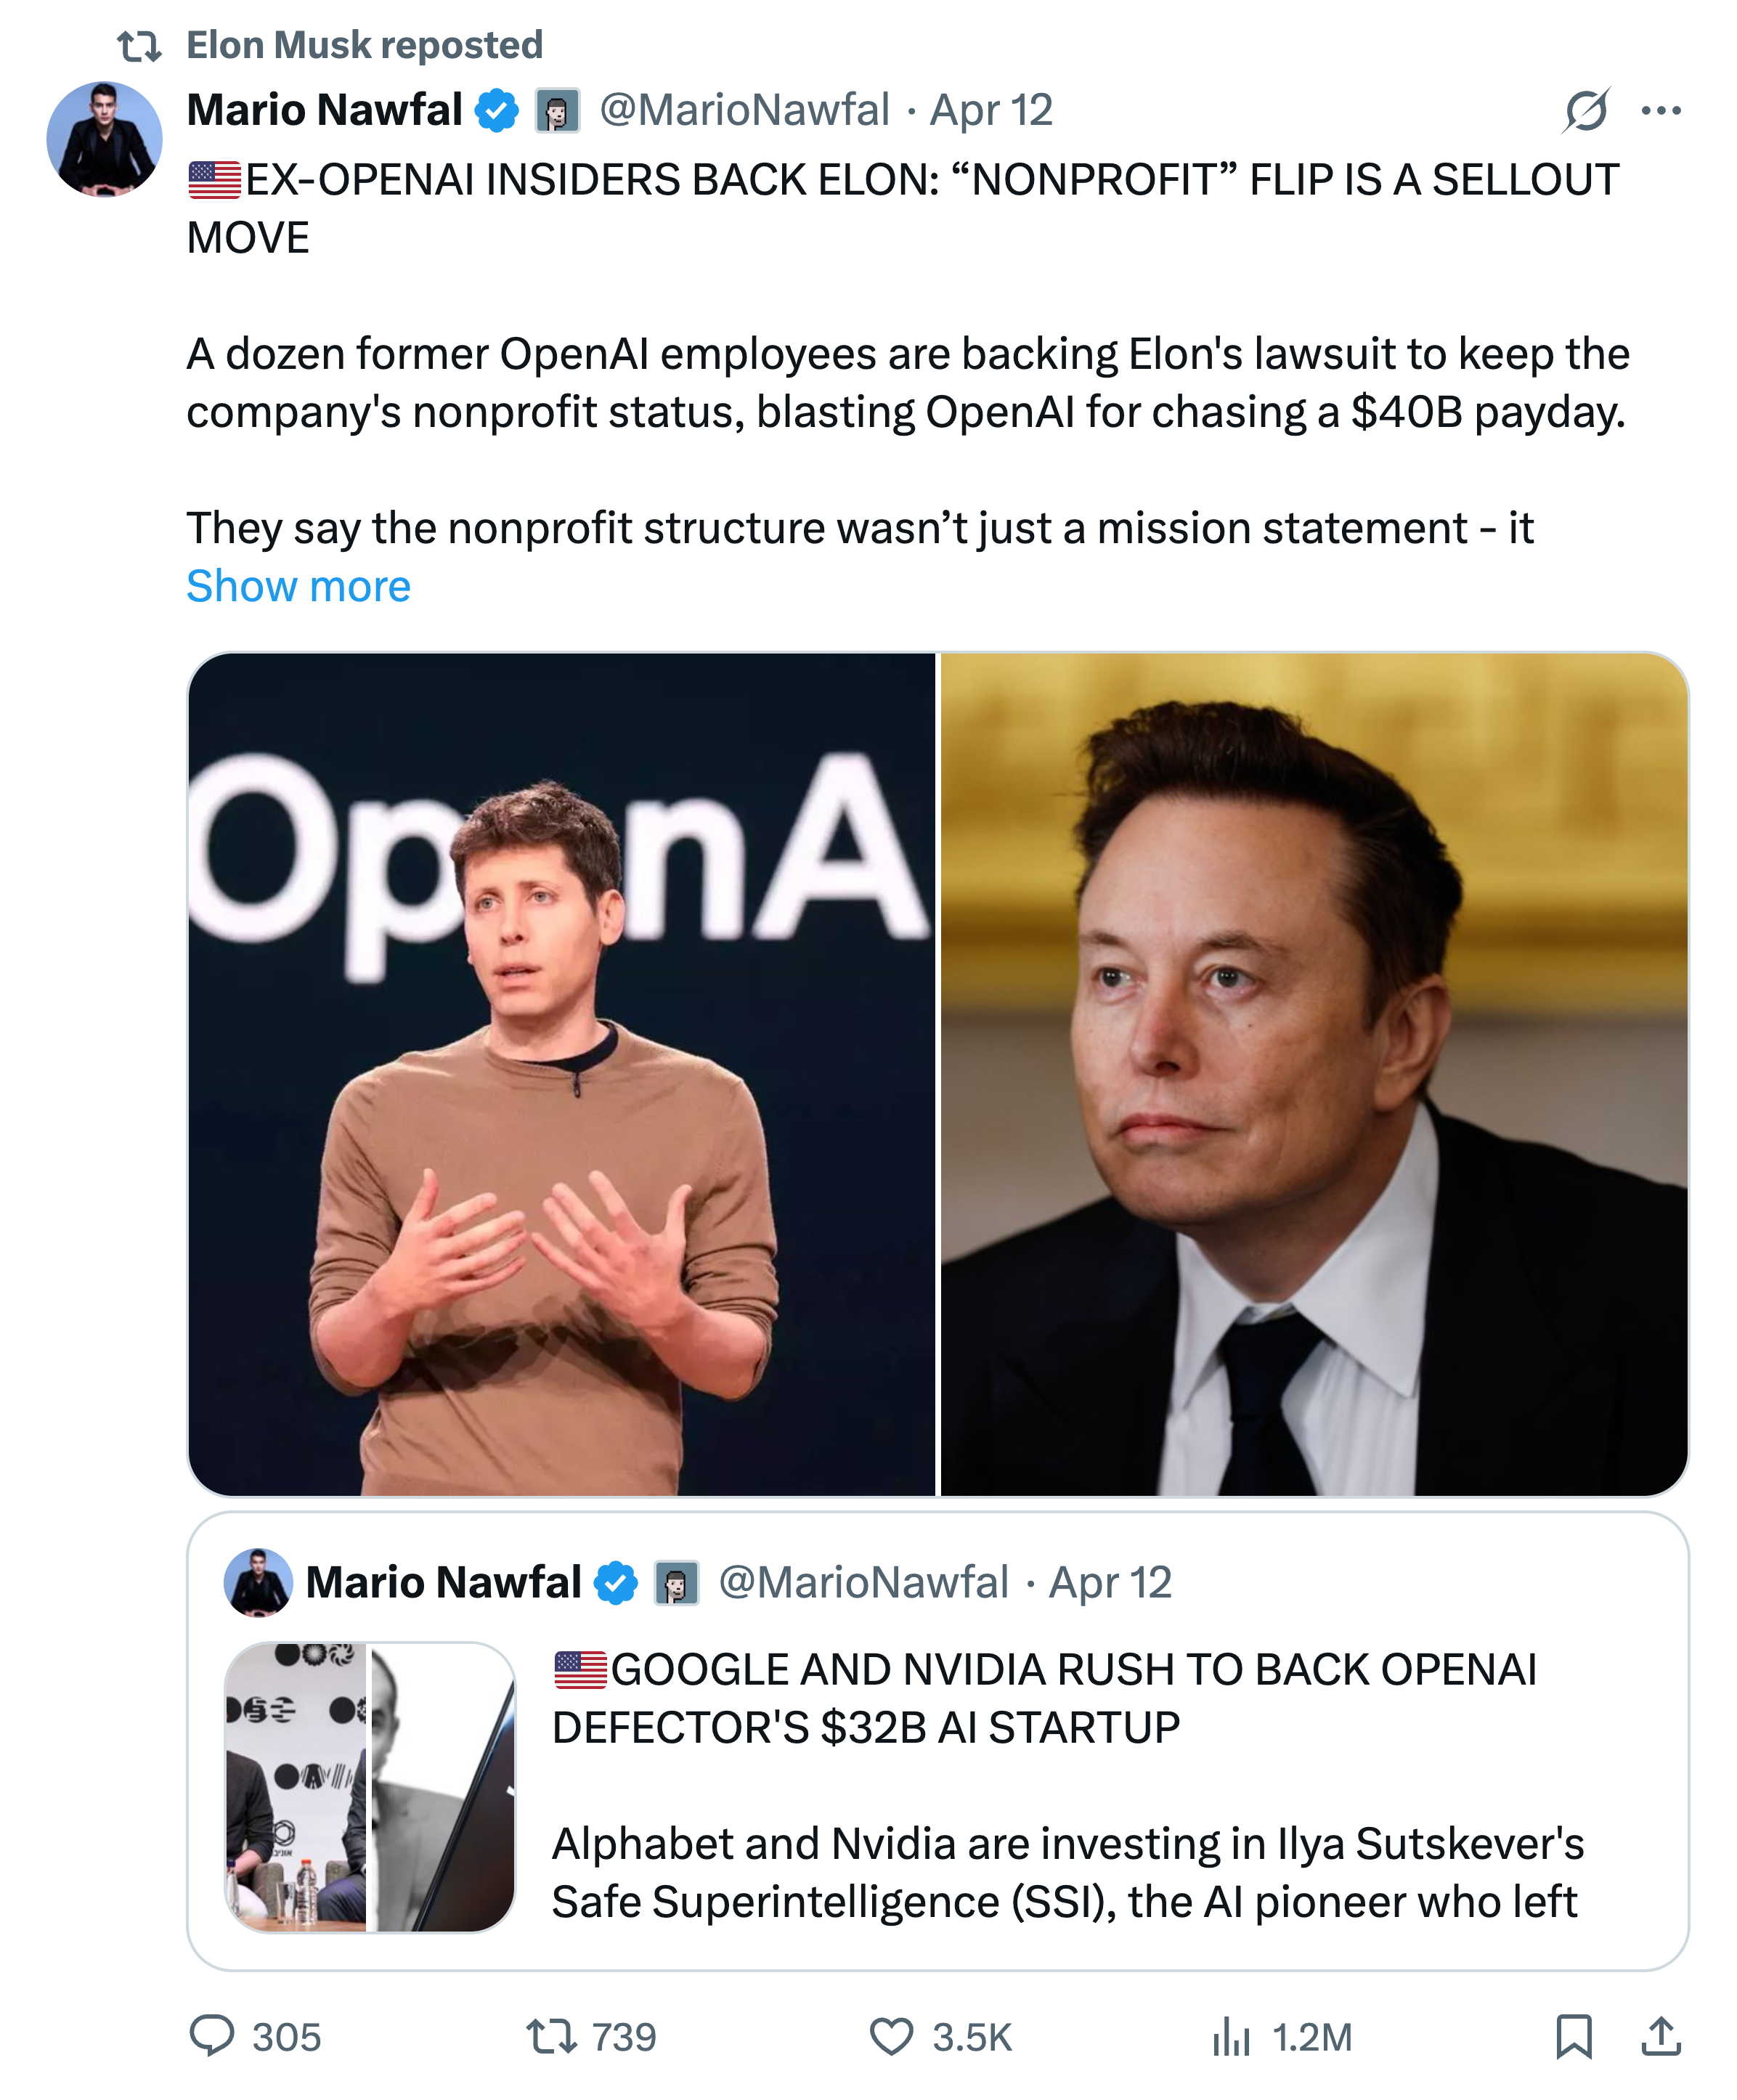 Elon Musk reposted
Mario Nawfal @MarioNawfal · Apr 12
🇺🇸EX-OPENAI INSIDERS BACK ELON: “NONPROFIT” FLIP IS A SELLOUT
MOVE
A dozen former OpenAI employees are backing Elon's lawsuit to keep the
company's nonprofit status, blasting OpenAI for chasing a $40B payday.
They say the nonprofit structure wasn’t just a mission statement - it
Show more
OpenA
Mario Nawfal @MarioNawfal · Apr 12
🇺🇸GOOGLE AND NVIDIA RUSH TO BACK OPENAI
DEFECTOR'S $32B AI STARTUP
Alphabet and Nvidia are investing in Ilya Sutskever's
Safe Superintelligence (SSI), the AI pioneer who left
305 739 3.5K 1.2M